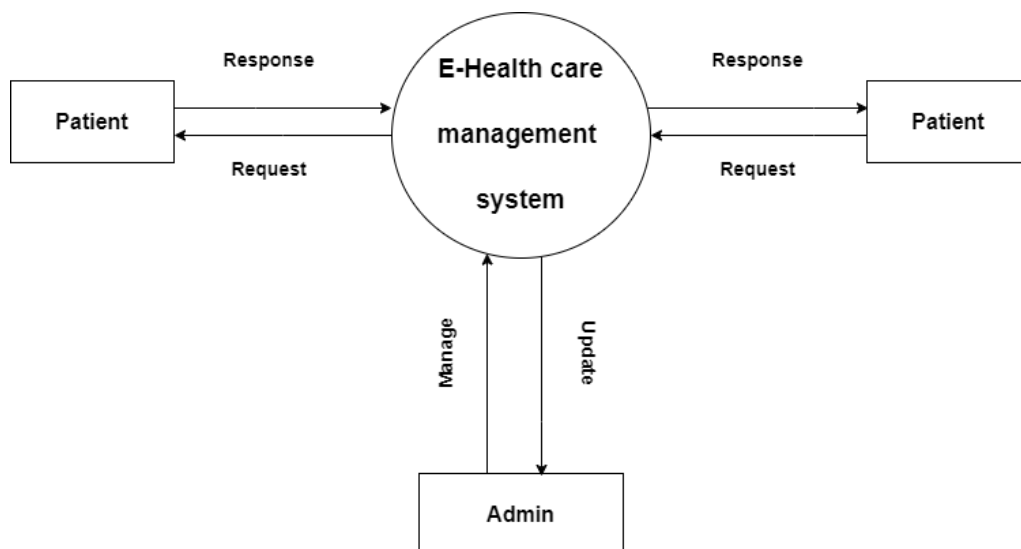 Response
Patient
Request
E-Health care
management
system
Response
Patient
Request
Manage
Update
Admin